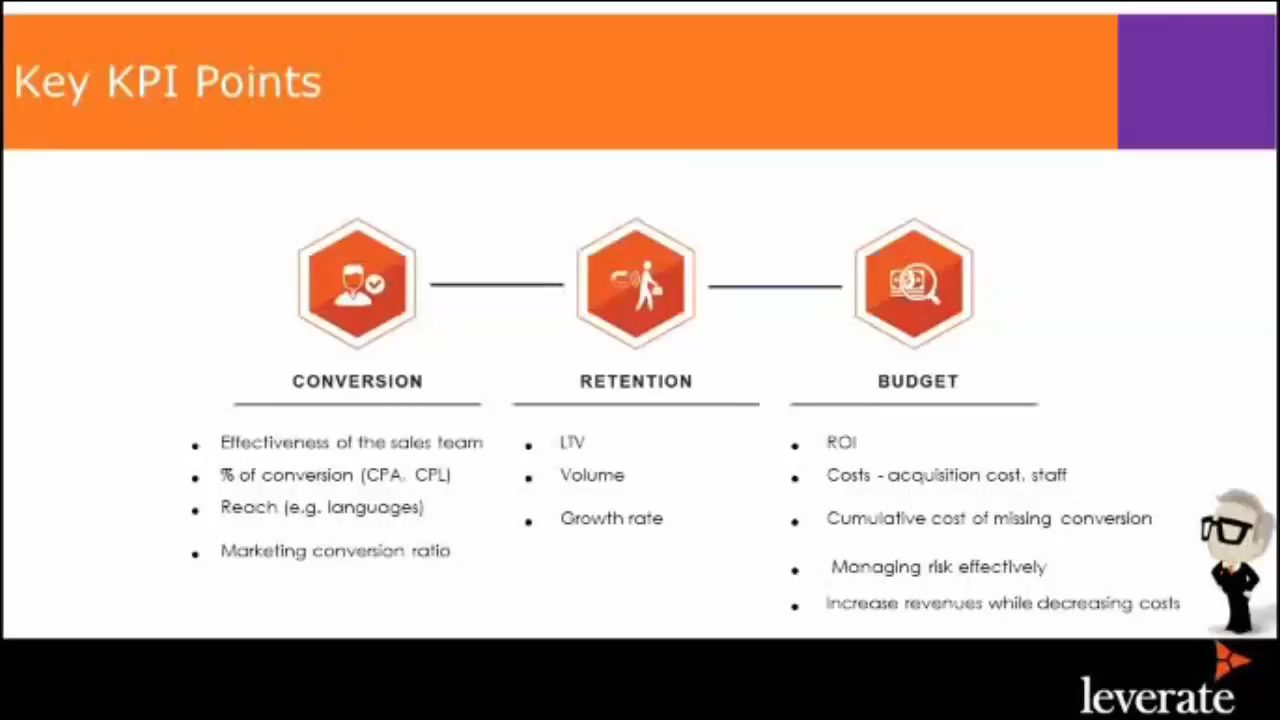 Key KPI Points
CONVERSION
Effectiveness of the sales team
% of conversion (CPA, CPL)
Reach (e.g. languages)
Marketing conversion ratio
RETENTION
LTV
Volume
Growth rate
BUDGET
ROI
Costs - acquisition cost, staff
Cumulative cost of missing conversion
Managing risk effectively
Increase revenues while decreasing costs
leverate